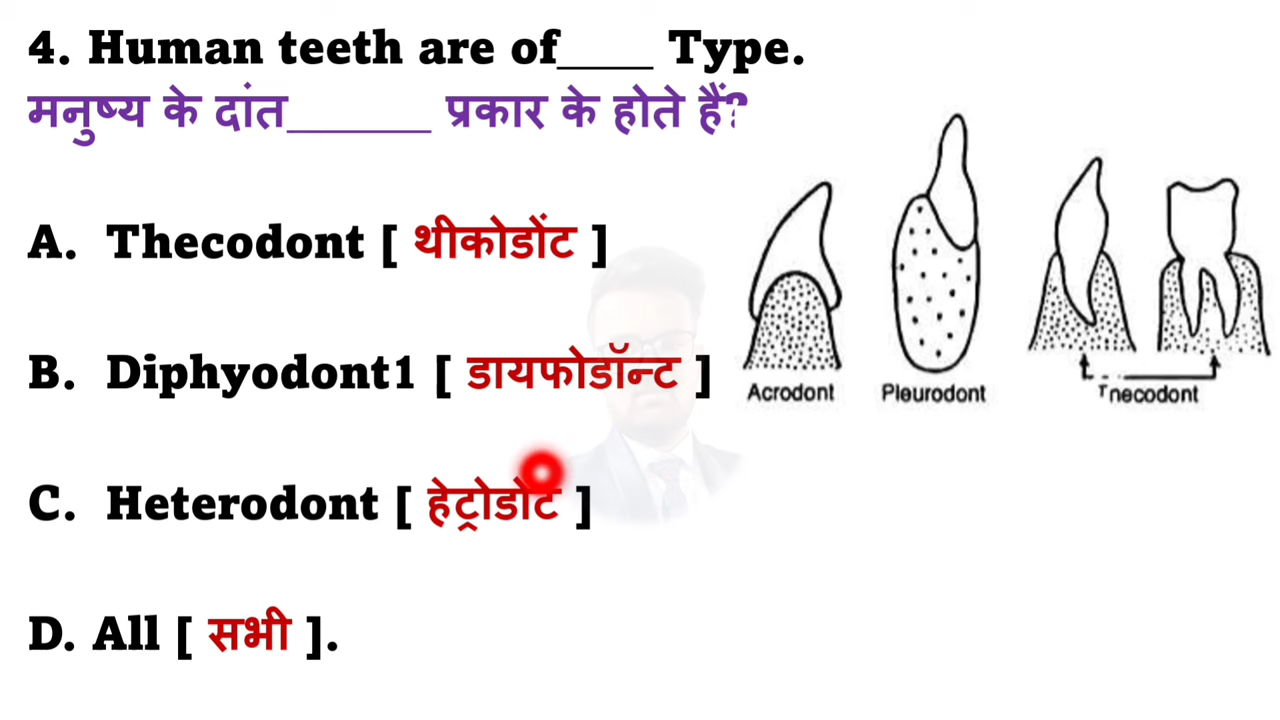 4. Human teeth are of____ Type.
मनुष्य के दांत______ प्रकार के होते हैं?
A. Thecodont [ थीकोडोंट ]
B. Diphyodont1 [ डायफोडॉन्ट ]
C. Heterodont [ हेट्रोडोट ]
D. All [ सभी ].
Acrodont Pleurodont Thecodont